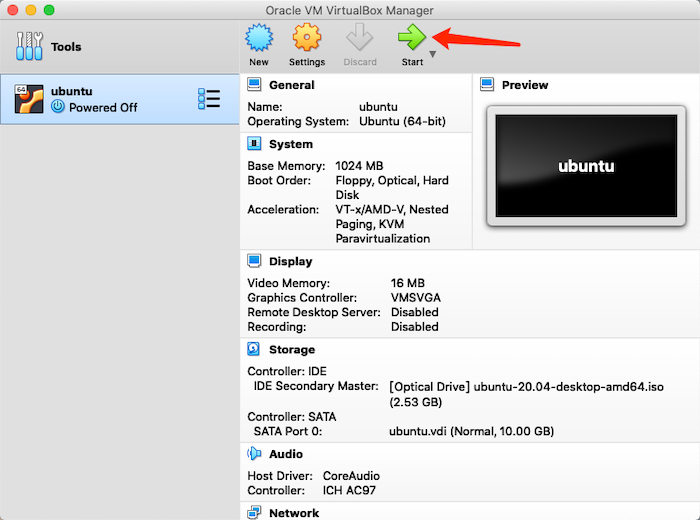 Oracle VM VirtualBox Manager
Tools
New
Settings
Discard
Start
64
ubuntu
Powered Off
General
Name: ubuntu
Operating System: Ubuntu (64-bit)
System
Base Memory: 1024 MB
Boot Order: Floppy, Optical, Hard
Disk
Acceleration: VT-x/AMD-V, Nested
Paging, KVM
Paravirtualization
Preview
ubuntu
Display
Video Memory: 16 MB
Graphics Controller: VMSVGA
Remote Desktop Server: Disabled
Recording: Disabled
Storage
Controller: IDE
IDE Secondary Master: [Optical Drive] ubuntu-20.04-desktop-amd64.iso
(2.53 GB)
Controller: SATA
SATA Port 0: ubuntu.vdi (Normal, 10.00 GB)
Audio
Host Driver: CoreAudio
Controller: ICH AC97
Network